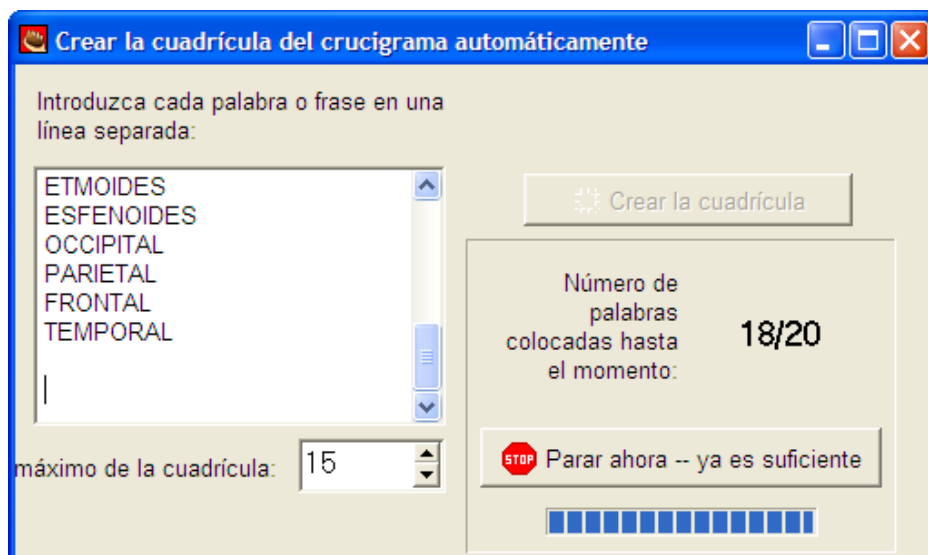 Crear la cuadrícula del crucigrama automáticamente
Introduzca cada palabra o frase en una
línea separada:
ETMOIDES
ESFENOIDES
OCCIPITAL
PARIETAL
FRONTAL
TEMPORAL
Crear la cuadrícula
Número de
palabras
colocadas hasta
el momento:
18/20
máximo de la cuadrícula:
15
STOP
Parar ahora -- ya es suficiente